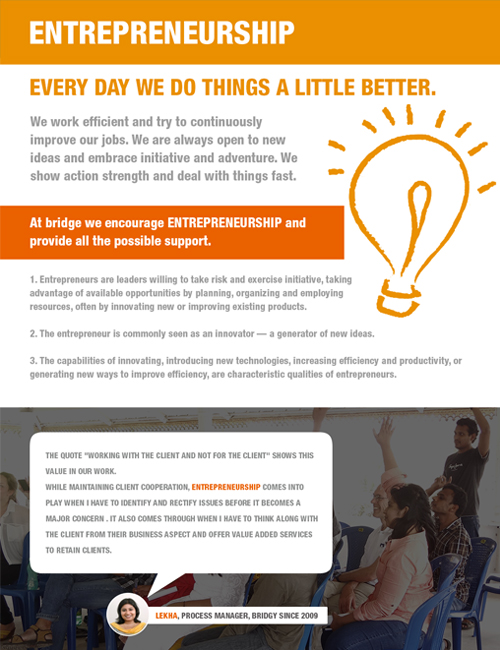 ENTREPRENEURSHIP
EVERY DAY WE DO THINGS A LITTLE BETTER.
We work efficient and try to continuously
improve our jobs. We are always open to new
ideas and embrace initiative and adventure. We
show action strength and deal with things fast.
At bridge we encourage ENTREPRENEURSHIP and
provide all the possible support.
1. Entrepreneurs are leaders willing to take risk and exercise initiative, taking
advantage of available opportunities by planning, organizing and employing
resources, often by innovating new or improving existing products.
2. The entrepreneur is commonly seen as an innovator — a generator of new ideas.
3. The capabilities of innovating, introducing new technologies, increasing efficiency and productivity, or
generating new ways to improve efficiency, are characteristic qualities of entrepreneurs.
THE QUOTE "WORKING WITH THE CLIENT AND NOT FOR THE CLIENT" SHOWS THIS
VALUE IN OUR WORK.
WHILE MAINTAINING CLIENT COOPERATION, ENTREPRENEURSHIP COMES INTO
PLAY WHEN I HAVE TO IDENTIFY AND RECTIFY ISSUES BEFORE IT BECOMES A
MAJOR CONCERN . IT ALSO COMES THROUGH WHEN I HAVE TO THINK ALONG WITH
THE CLIENT FROM THEIR BUSINESS ASPECT AND OFFER VALUE ADDED SERVICES
TO RETAIN CLIENTS.
LEKHA, PROCESS MANAGER, BRIDGY SINCE 2009